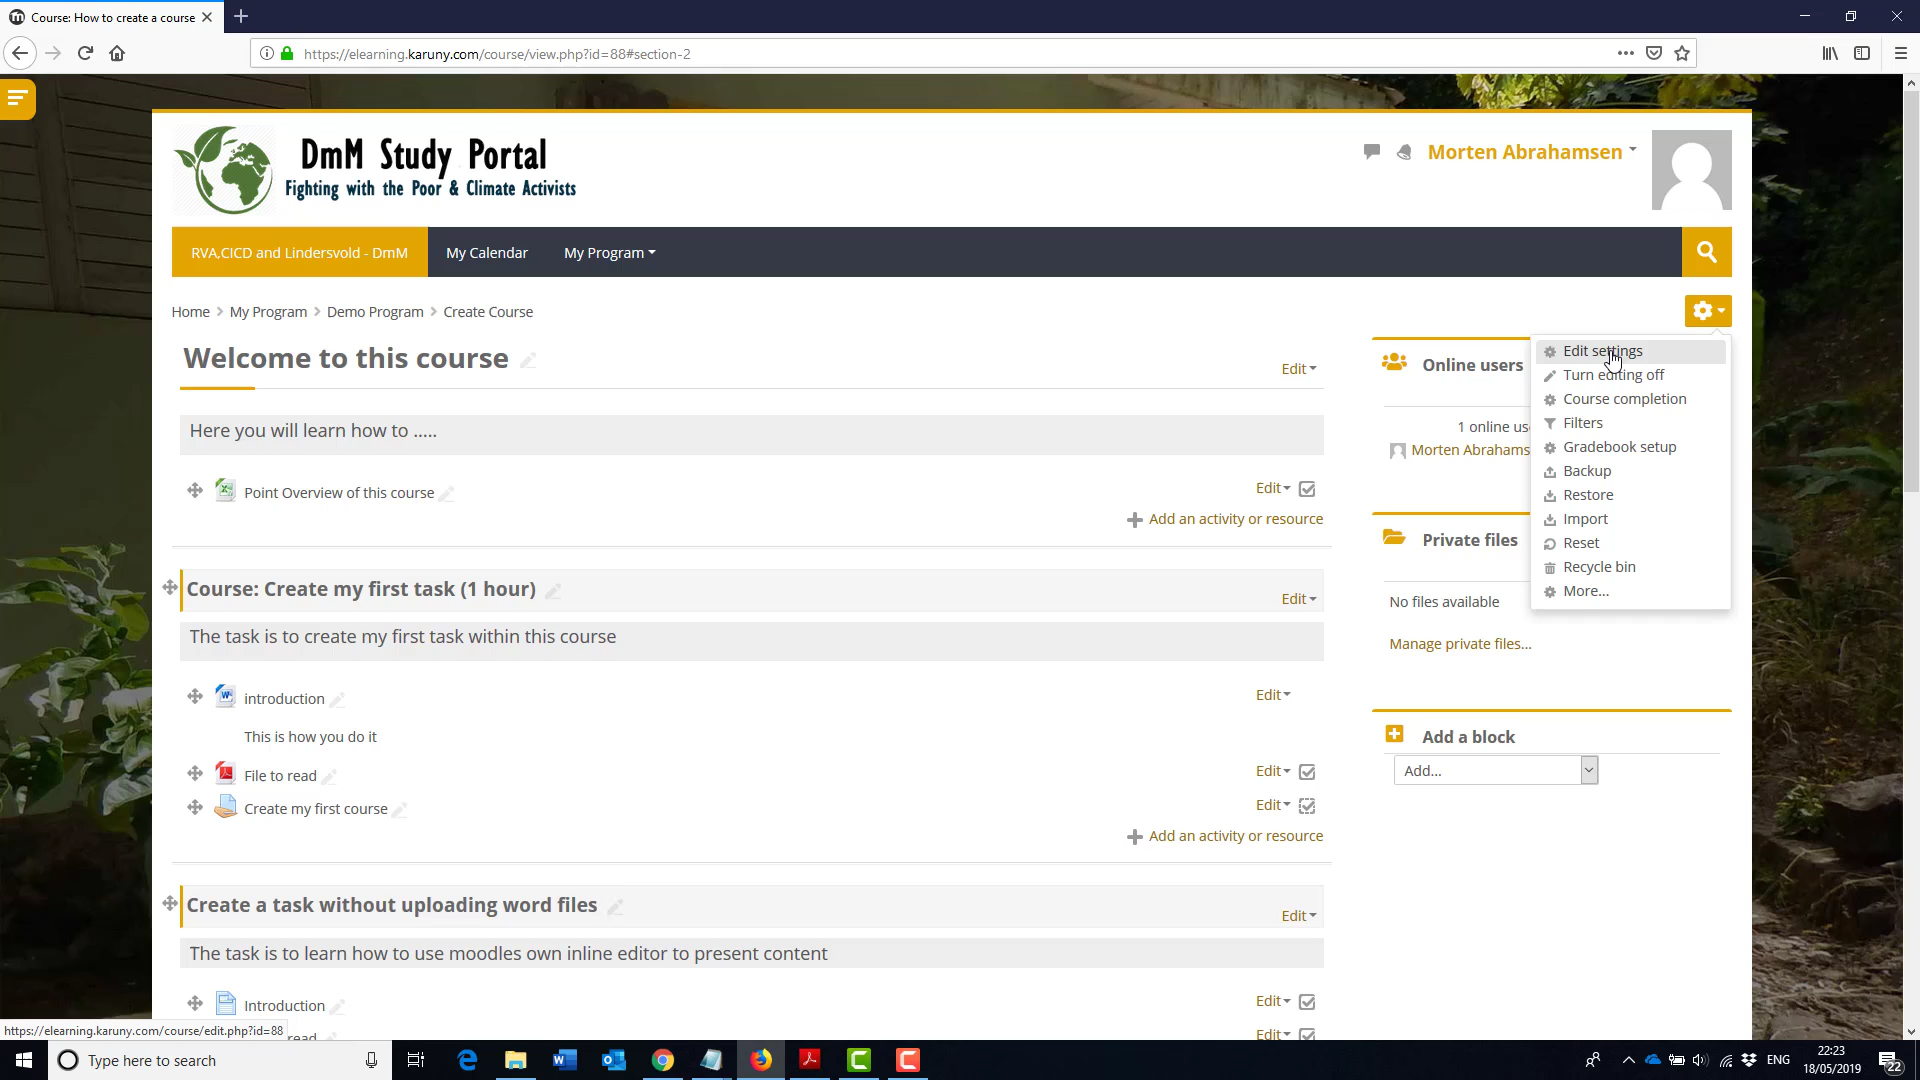 Course: How to create a course
https://elearning.karuny.com/course/view.php?id=88#section-2
DmM Study Portal
Fighting with the Poor & Climate Activists
Morten Abrahamsen
RVA,CICD and Lindersvold - DmM
My Calendar
My Program
Home
My Program
Demo Program
Create Course
Welcome to this course
Edit
Here you will learn how to .....
Point Overview of this course
Edit
Add an activity or resource
Course: Create my first task (1 hour)
Edit
The task is to create my first task within this course
introduction
Edit
This is how you do it
File to read
Edit
Create my first course
Edit
Add an activity or resource
Create a task without uploading word files
Edit
The task is to learn how to use moodles own inline editor to present content
Introduction
Edit
read
Edit
Online users
1 online use
Morten Abrahams
Private files
No files available
Manage private files...
Add a block
Add...
Edit settings
Turn editing off
Course completion
Filters
Gradebook setup
Backup
Restore
Import
Reset
Recycle bin
More...
https://elearning.karuny.com/course/edit.php?id=88
Type here to search
ENG
22:23
18/05/2019
22